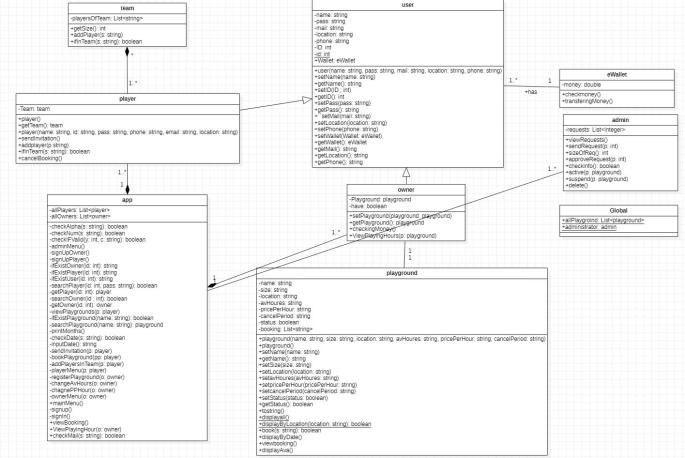 team
-playersOfTeam: List<string>
+getSize(): int
+addPlayer(s: string)
+ifInTeam(s: string): boolean
*
1..*
player
-Team: team
+player()
+getTeam(): team
+player(name: string, id: string, pass: string, phone: string, email: string, location: string)
+sendInvitation()
+addplayer(p: string)
+ifInTeam(s: string): boolean
+cancelBooking()
1..*
1
app
-allPlayers: List<player>
-allOwners: List<owner>
-checkAlpha(s: string): boolean
-checkNum(s: string): boolean
-checkIFValid(y: int, c: string): boolean
-adminMenu()
-signUpOwner()
-signUpPlayer()
-ifExistOwner(id: int): string
-ifExistPlayer(id: int): string
-ifExistUser(id: int): string
-searchPlayer(id: int, pass: string): boolean
-getPlayer(id: int): player
-searchOwner(id: int): boolean
-getOwner(id: int): owner
-viewPlaygrounds(p: player)
-ifExistPlayground(name: string): boolean
-searchPlayground(name: string): playground
-printMonths()
-checkDate(s: string): boolean
-inputDate(): string
-sendInvitation(p: player)
-bookPlayground(pp: player)
-addPlayersInTeam(p: player)
-playerMenu(p: player)
-registerPlayground(o: owner)
-changeAvHours(o: owner)
-chagnePPHour(o: owner)
-ownerMenu(o: owner)
+mainMenu()
-signup()
-signIn()
+viewBooking()
+ViewPlayingHour(o: owner)
+checkMail(s: string): boolean
user
-name: string
-pass: string
-mail: string
-location: string
-phone: string
-ID: int
-id: int
+Wallet: eWallet
+user(name: string, pass: string, mail: string, location: string, phone: string)
+setName(name: string)
+getName(): string
+setID(ID_: int)
+getID(): int
+setPass(pass: string)
+getPass(): string
+setMail(mail: string)
+setLocation(location: string)
+setPhone(phone: string)
+setWallet(Wallet: eWallet)
+getWallet(): eWallet
+getMail(): string
+getLocation(): string
+getPhone(): string
1..*
1
+has
eWallet
-money: double
+checkmoney()
+transferingMoney()
admin
-requests: List<integer>
+viewRequests()
+sendRequest(p: int)
+sizeOfReq(): int
+approveRequest(p: int)
+checkinfo(): boolean
+active(p: playground)
+suspend(p: playground)
+delete()
1..*
owner
-Playground: playground
-have: boolean
+setPlayground(playground: playground)
+getPlayground(): playground
+checkingMoney()
+ViewPlayingHours(p: playground)
1..*
1
1
1
Global
+allPlaygroind: List<playground>
+administrator: admin
playground
-name: string
-size: string
-location: string
-avHours: string
-pricePerHour: string
-cancelPeriod: string
-status: boolean
-booking: List<string>
+playground(name: string, size: string, location: string, avHours: string, pricePerHour: string, cancelPeriod: string)
+playground()
+setName(name: string)
+getName(): string
+setSize(size: string)
+setLocation(location: string)
+setavHours(avHours: string)
+setpricePerHour(pricePerHour: string)
+setcancelPeriod(cancelPeriod: string)
+setStatus(status: boolean)
+getStatus(): boolean
+tostring()
+displayall()
+displayByLocation(location: string): boolean
+book(s: string): boolean
+displayByDate()
+viewbooking()
+displayAva()